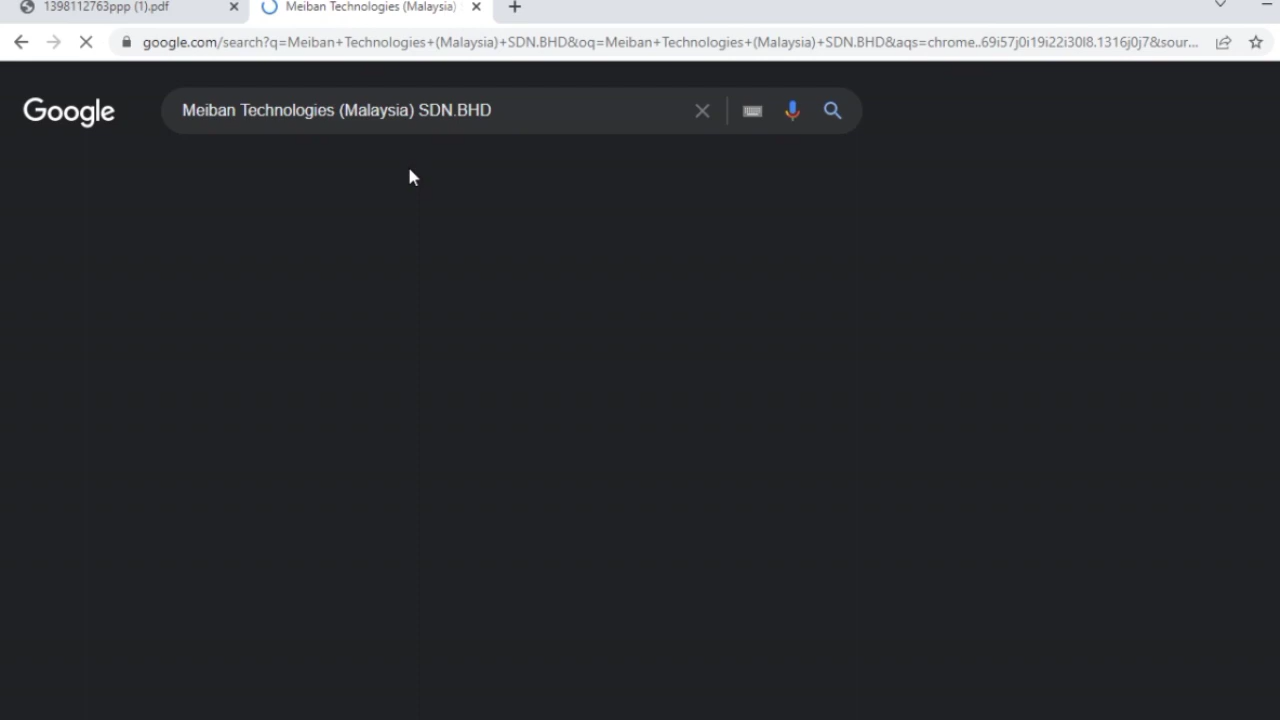 1398112763ppp (1).pdf
Meiban Technologies (Malaysia)
google.com/search?q=Meiban+Technologies+(Malaysia)+SDN.BHD&oq=Meiban+Technologies+(Malaysia)+SDN.BHD&aqs=chrome..69i57j0i19i22i30l8.1316j0j7&sour...
Google
Meiban Technologies (Malaysia) SDN.BHD